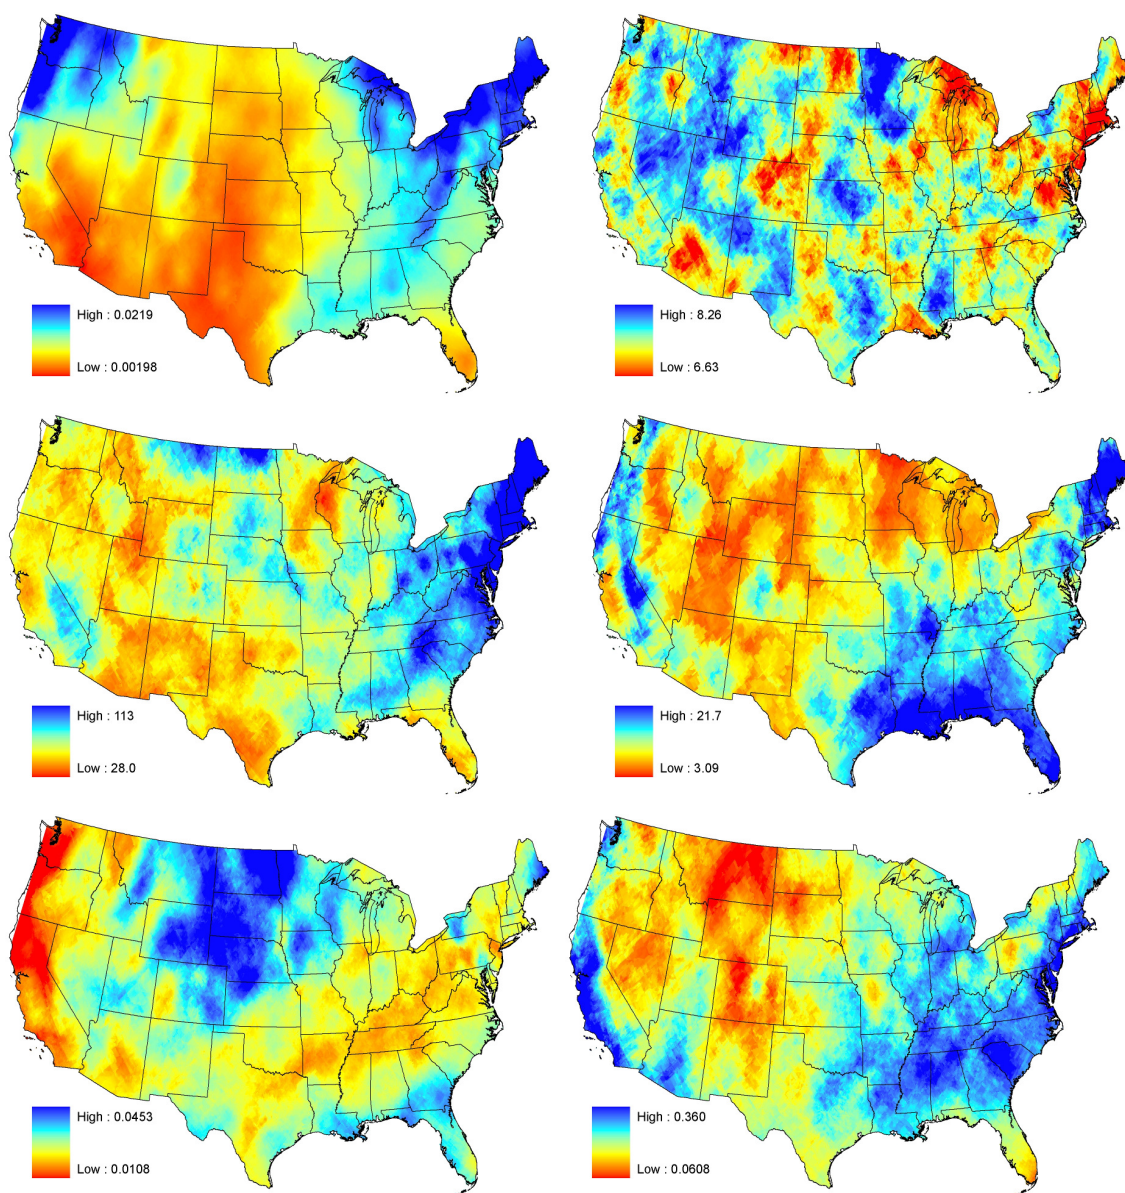 High : 0.0219
Low : 0.00198
High : 8.26
Low : 6.63
High : 113
Low : 28.0
High : 21.7
Low : 3.09
High : 0.0453
Low : 0.0108
High : 0.360
Low : 0.0608